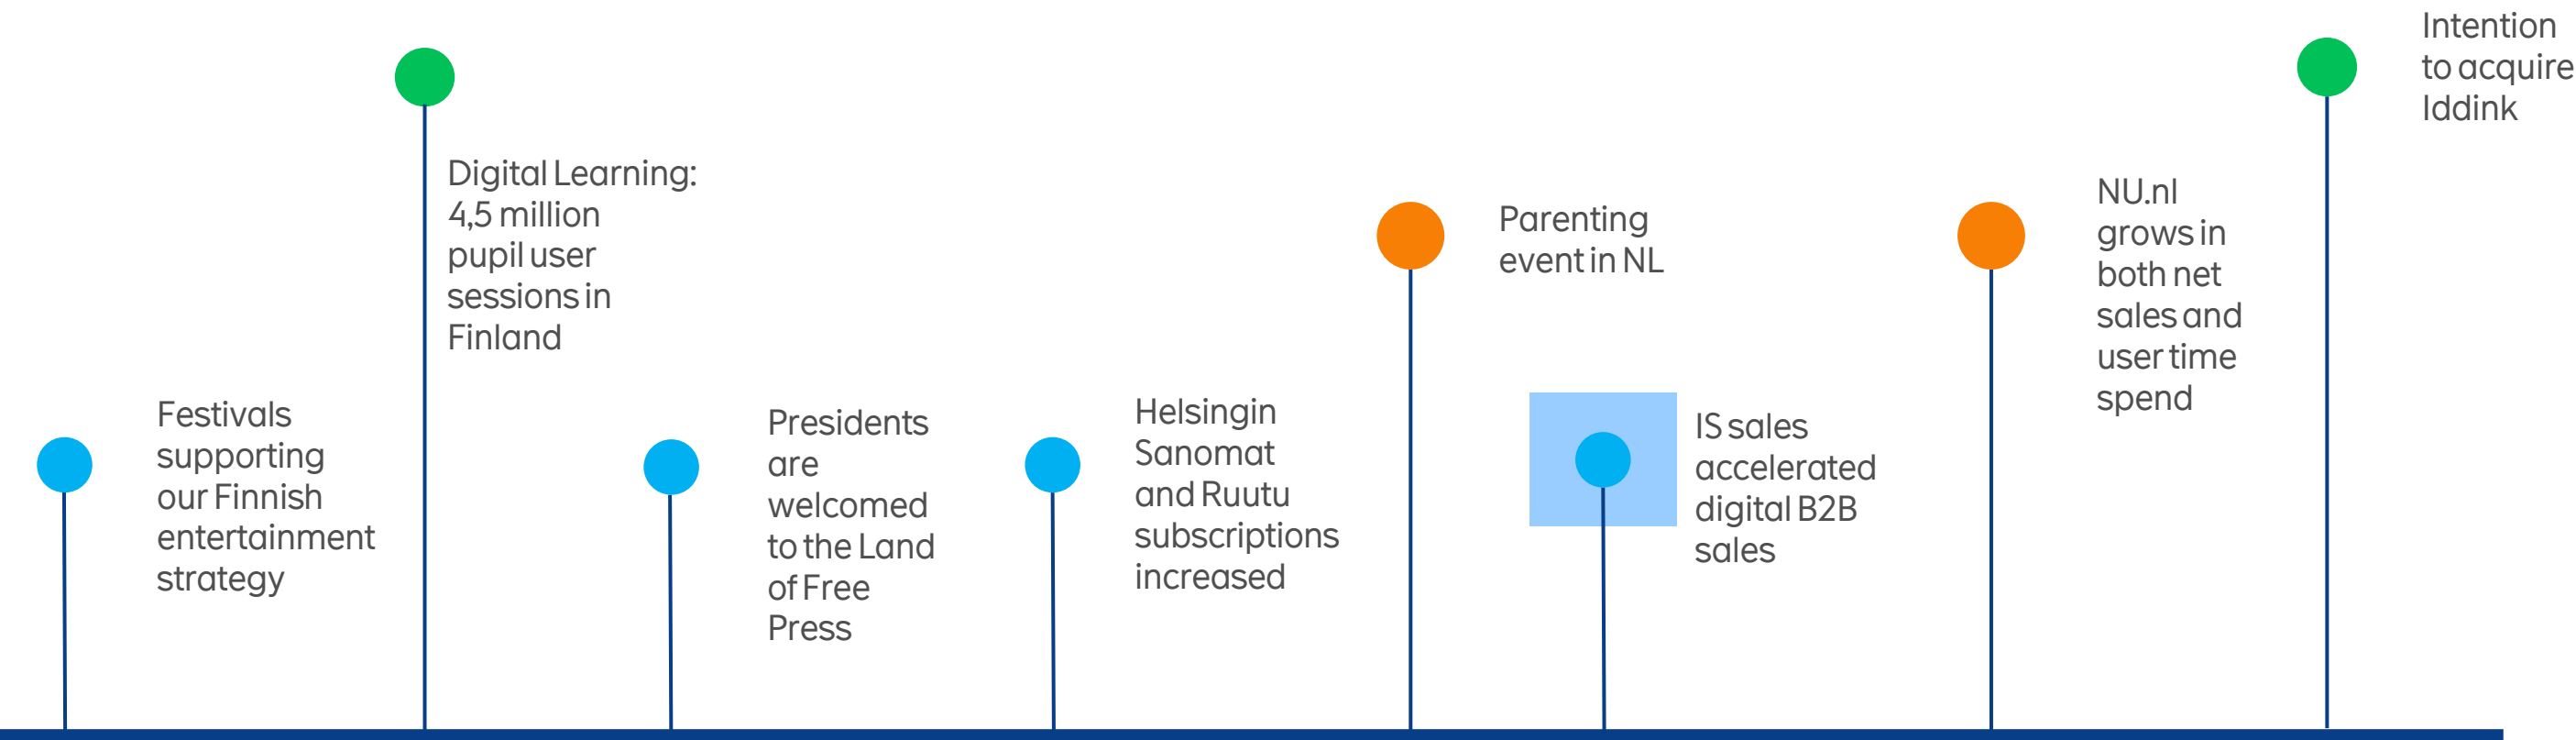 Festivals
supporting
our Finnish
entertainment
strategy
Digital Learning:
4,5 million
pupil user
sessions in
Finland
Presidents
are
welcomed
to the Land
of Free
Press
Helsingin
Sanomat
and Ruutu
subscriptions
increased
Parenting
event in NL
IS sales
accelerated
digital B2B
sales
NU.nl
grows in
both net
sales and
user time
spend
Intention
to acquire
Iddink